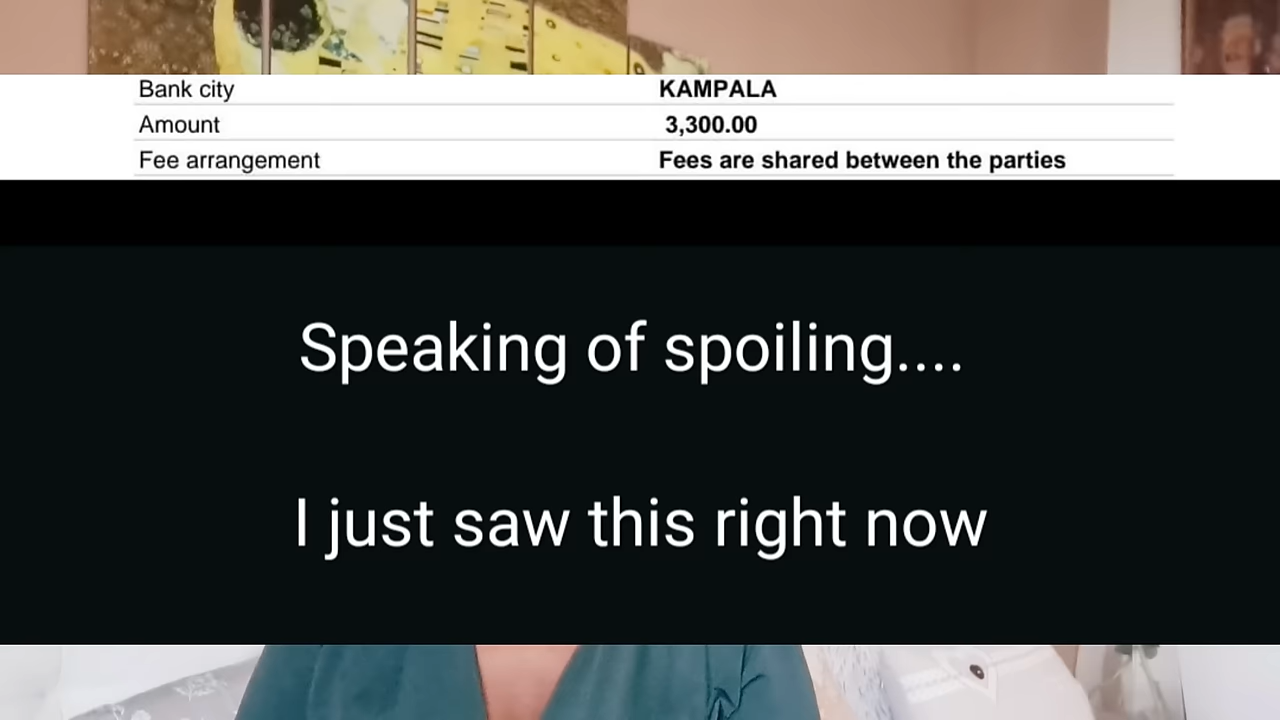 Bank city KAMPALA
Amount 3,300.00
Fee arrangement Fees are shared between the parties
Speaking of spoiling....
I just saw this right now